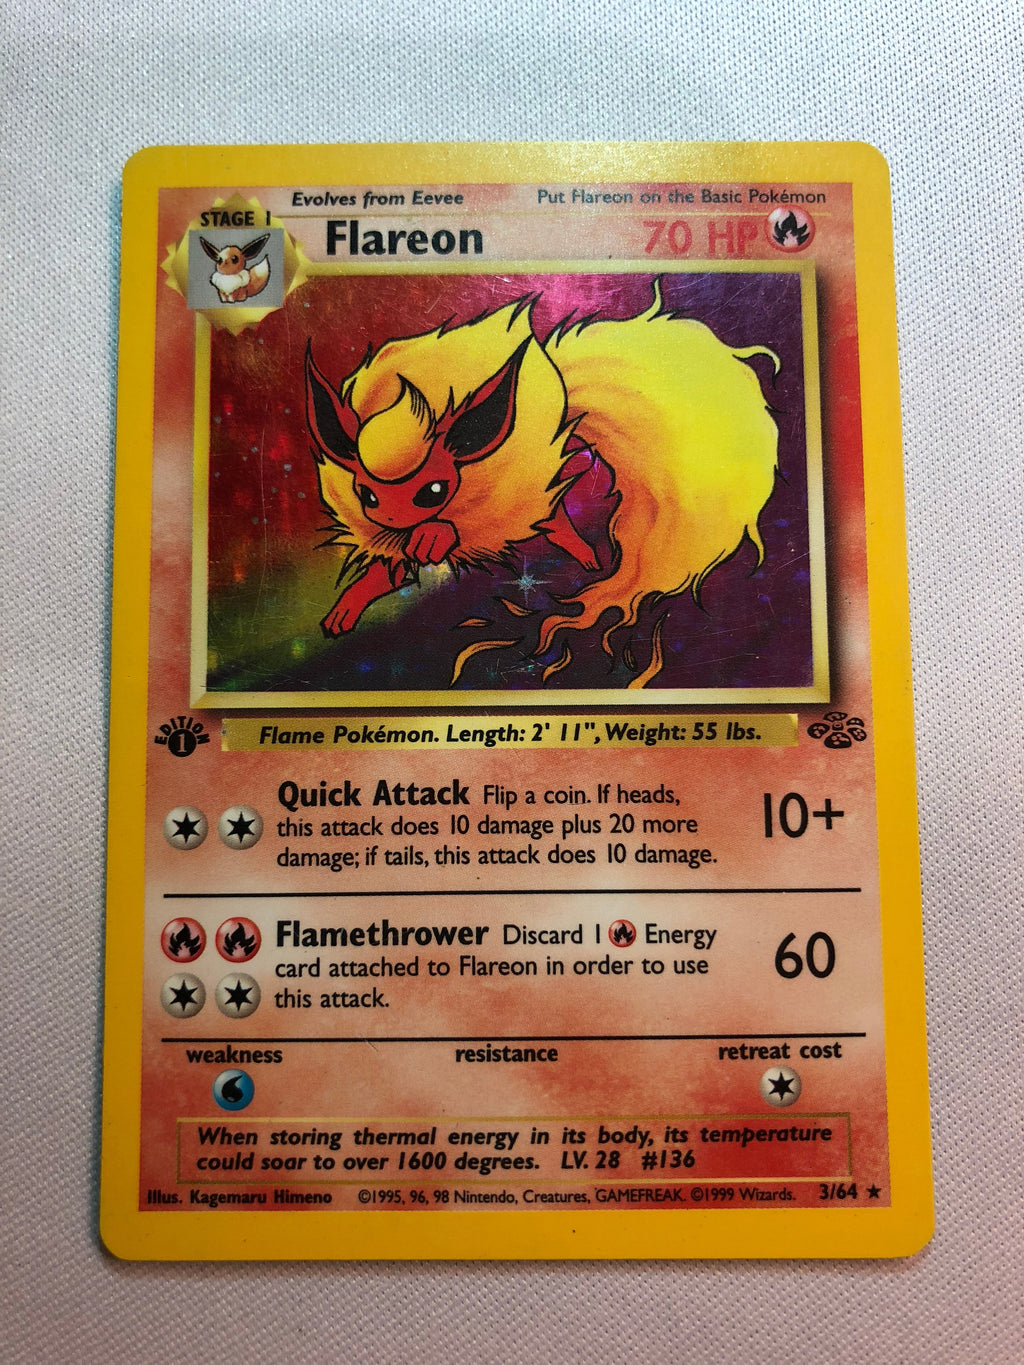 Evolves from Eevee
Put Flareon on the Basic Pokémon
STAGE 1
Flareon
70 HP
EDITION
1
Flame Pokémon. Length: 2' 11", Weight: 55 lbs.
Quick Attack Flip a coin. If heads,
this attack does 10 damage plus 20 more
damage; if tails, this attack does 10 damage.
10+
Flamethrower Discard 1 Energy
card attached to Flareon in order to use
this attack.
60
weakness
resistance
retreat cost
When storing thermal energy in its body, its temperature
could soar to over 1600 degrees. LV. 28 #136
Illus. Kagemaru Himeno ©1995, 96, 98 Nintendo, Creatures, GAMEFREAK. ©1999 Wizards. 3/64 ★